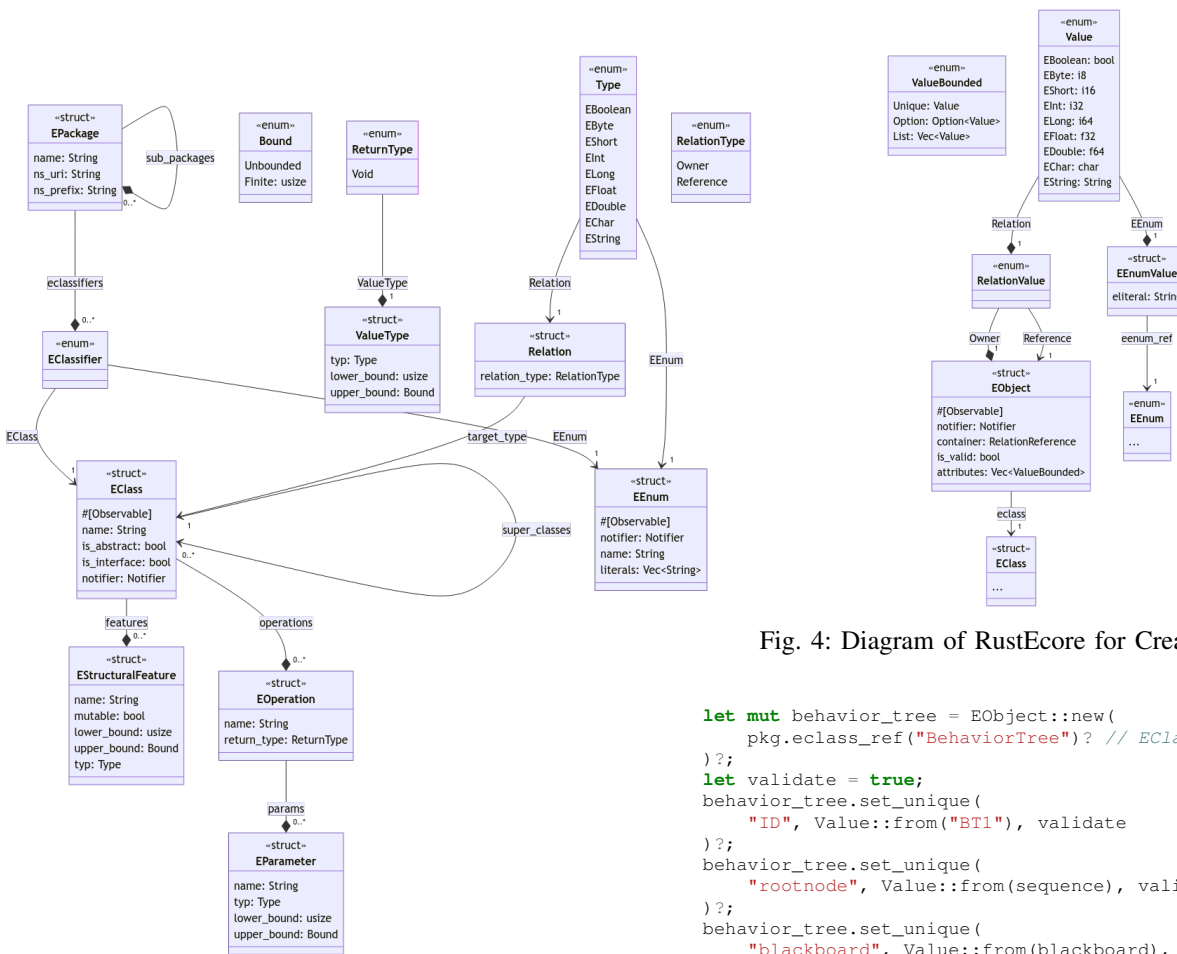 «struct»
EPackage
name: String
ns_uri: String
ns_prefix: String
sub_packages
0..*
eclassifiers
0..*
«enum»
EClassifier
EClass
1
EEnum
1
«enum»
Bound
Unbounded
Finite: usize
«enum»
ReturnType
Void
ValueType
1
«struct»
ValueType
typ: Type
lower_bound: usize
upper_bound: Bound
«enum»
Type
EBoolean
EByte
EShort
EInt
ELong
EFloat
EDouble
EChar
EString
Relation
1
EEnum
1
«enum»
RelationType
Owner
Reference
«struct»
Relation
relation_type: RelationType
target_type
1
«struct»
EClass
#[Observable]
name: String
is_abstract: bool
is_interface: bool
notifier: Notifier
super_classes
0..*
«struct»
EEnum
#[Observable]
notifier: Notifier
name: String
literals: Vec<String>
features
0..*
operations
0..*
«struct»
EStructuralFeature
name: String
mutable: bool
lower_bound: usize
upper_bound: Bound
typ: Type
«struct»
EOperation
name: String
return_type: ReturnType
params
0..*
«struct»
EParameter
name: String
typ: Type
lower_bound: usize
upper_bound: Bound
«enum»
ValueBounded
Unique: Value
Option: Option<Value>
List: Vec<Value>
«enum»
Value
EBoolean: bool
EByte: i8
EShort: i16
EInt: i32
ELong: i64
EFloat: f32
EDouble: f64
EChar: char
EString: String
Relation
1
EEnum
1
«enum»
RelationValue
«struct»
EEnumValue
eliteral: Strin
Owner
1
Reference
1
eenum_ref
1
«struct»
EObject
#[Observable]
notifier: Notifier
container: RelationReference
is_valid: bool
attributes: Vec<ValueBounded>
«enum»
EEnum
...
eclass
1
«struct»
EClass
...
Fig. 4: Diagram of RustEcore for Crea
let mut behavior_tree = EObject::new(
pkg.eclass_ref("BehaviorTree")? // ECla
)?;
let validate = true;
behavior_tree.set_unique(
"ID", Value::from("BT1"), validate
)?;
behavior_tree.set_unique(
"rootnode", Value::from(sequence), vali
)?;
behavior_tree.set_unique(
"blackboard", Value::from(blackboard),